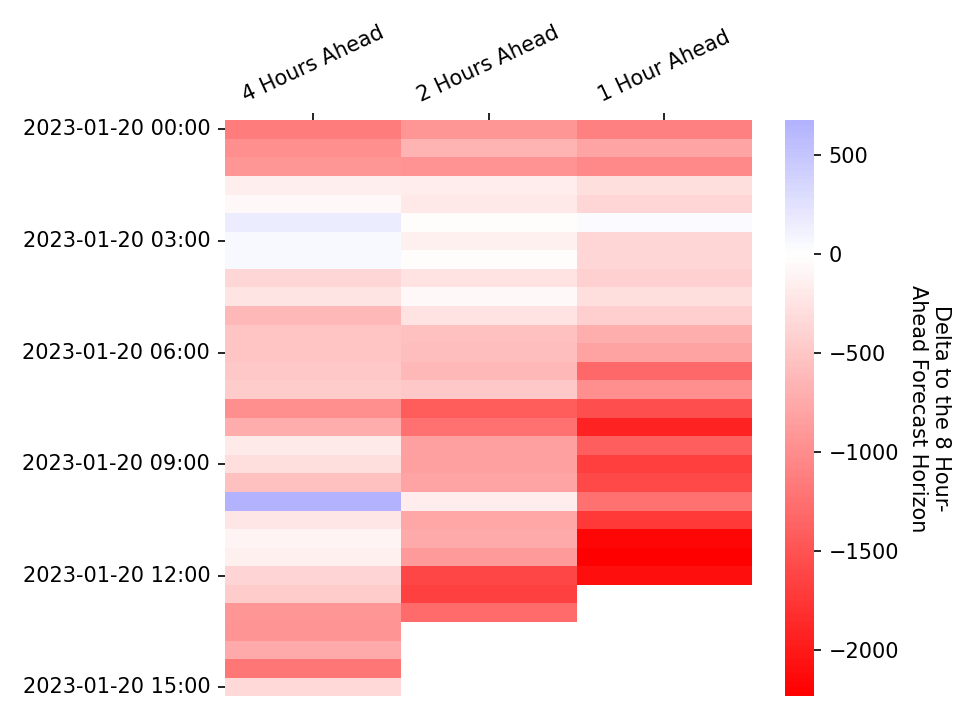 4 Hours Ahead
2 Hours Ahead
1 Hour Ahead
2023-01-20 00:00
2023-01-20 03:00
2023-01-20 06:00
2023-01-20 09:00
2023-01-20 12:00
2023-01-20 15:00
500
0
−500
−1000
−1500
−2000
Delta to the 8 Hour-
Ahead Forecast Horizon